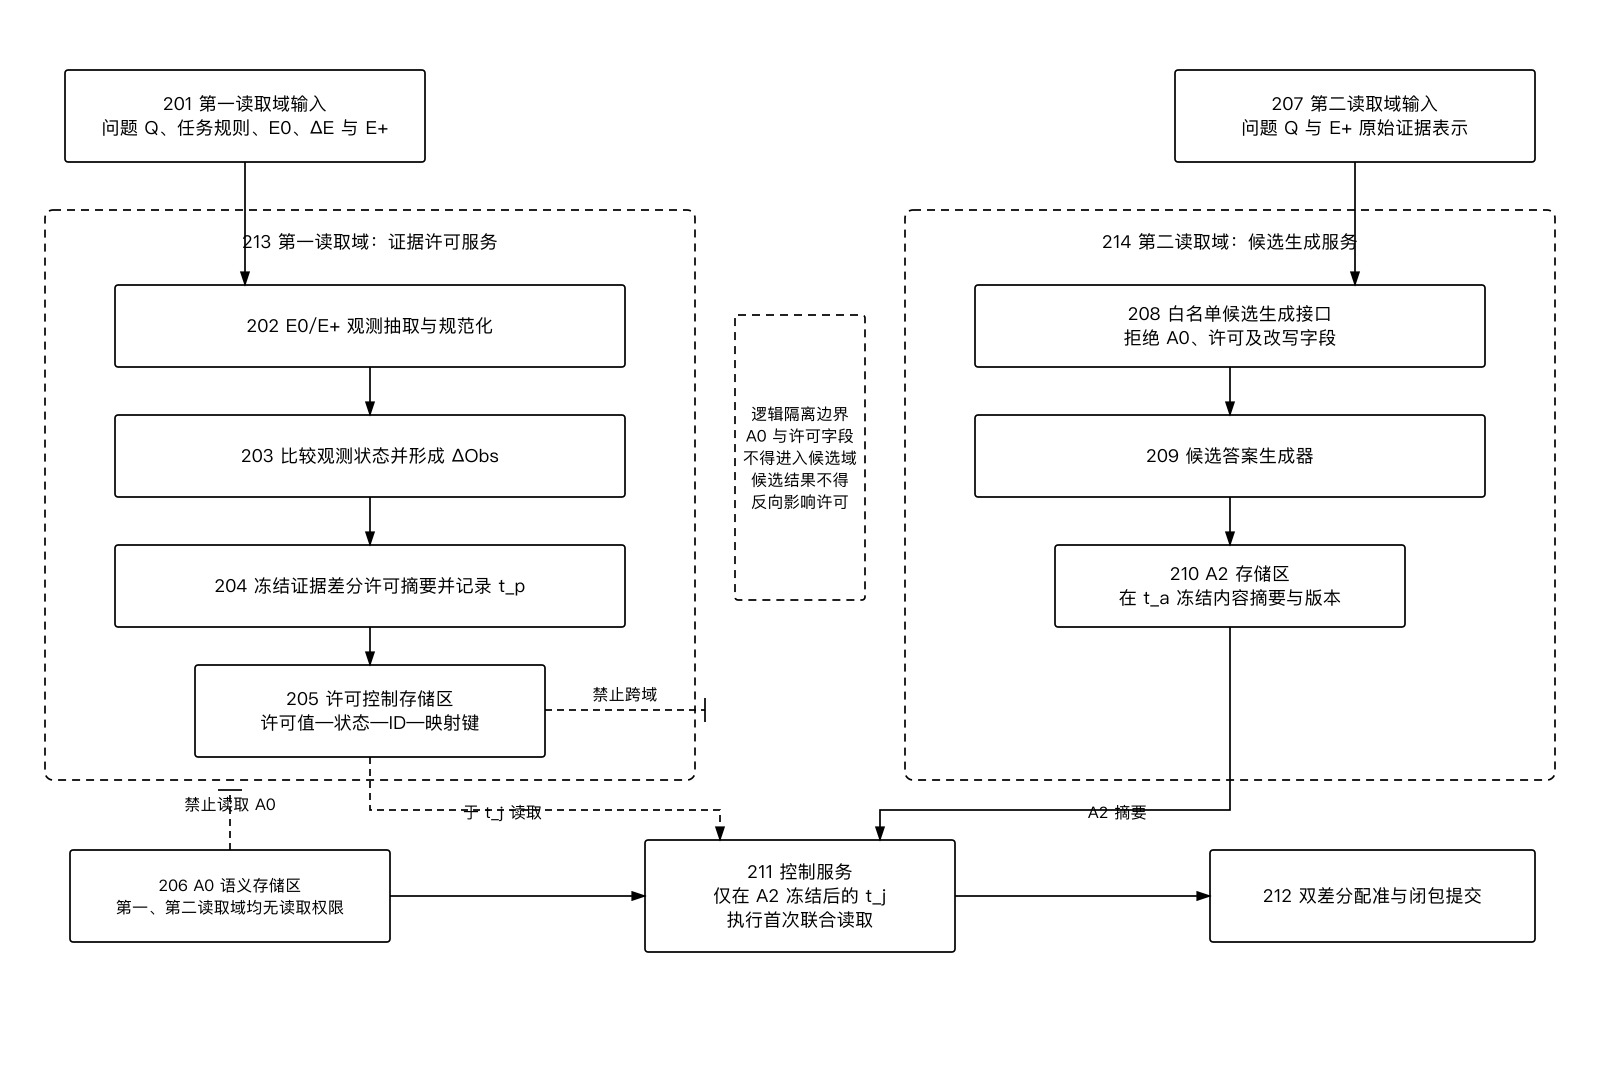 201 第一读取域输入
问题 Q、任务规则、E0、ΔE 与 E+
207 第二读取域输入
问题 Q 与 E+ 原始证据表示
213 第一读取域：证据许可服务
214 第二读取域：候选生成服务
202 E0/E+ 观测抽取与规范化
203 比较观测状态并形成 ΔObs
204 冻结证据差分许可摘要并记录 t_p
205 许可控制存储区
许可值—状态—ID—映射键
禁止跨域
逻辑隔离边界
A0 与许可字段
不得进入候选域
候选结果不得
反向影响许可
208 白名单候选生成接口
拒绝 A0、许可及改写字段
209 候选答案生成器
210 A2 存储区
在 t_a 冻结内容摘要与版本
禁止读取 A0
于 t_j 读取
A2 摘要
206 A0 语义存储区
第一、第二读取域均无读取权限
211 控制服务
仅在 A2 冻结后的 t_j
执行首次联合读取
212 双差分配准与闭包提交